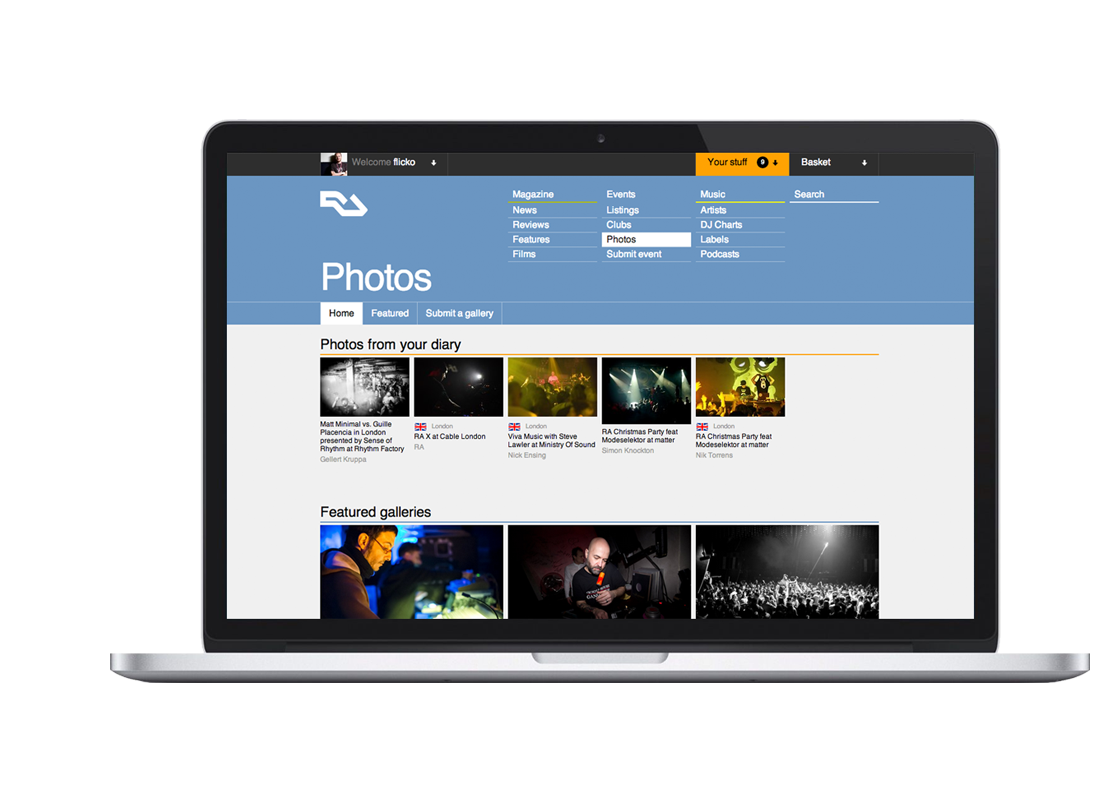 Welcome flicko
Your stuff 9
Basket
RA
Magazine
News
Reviews
Features
Films
Events
Listings
Clubs
Photos
Submit event
Music
Artists
DJ Charts
Labels
Podcasts
Search
Photos
Home
Featured
Submit a gallery
Photos from your diary
Matt Minimal vs. Guille
Placencia in London
presented by Sense of
Rhythm at Rhythm Factory
Gellert Kruppa
London
RA X at Cable London
RA
London
Viva Music with Steve
Lawler at Ministry Of Sound
Nick Ensing
RA Christmas Party feat
Modeselektor at matter
Simon Knockton
London
RA Christmas Party feat
Modeselektor at matter
Nik Torrens
Featured galleries